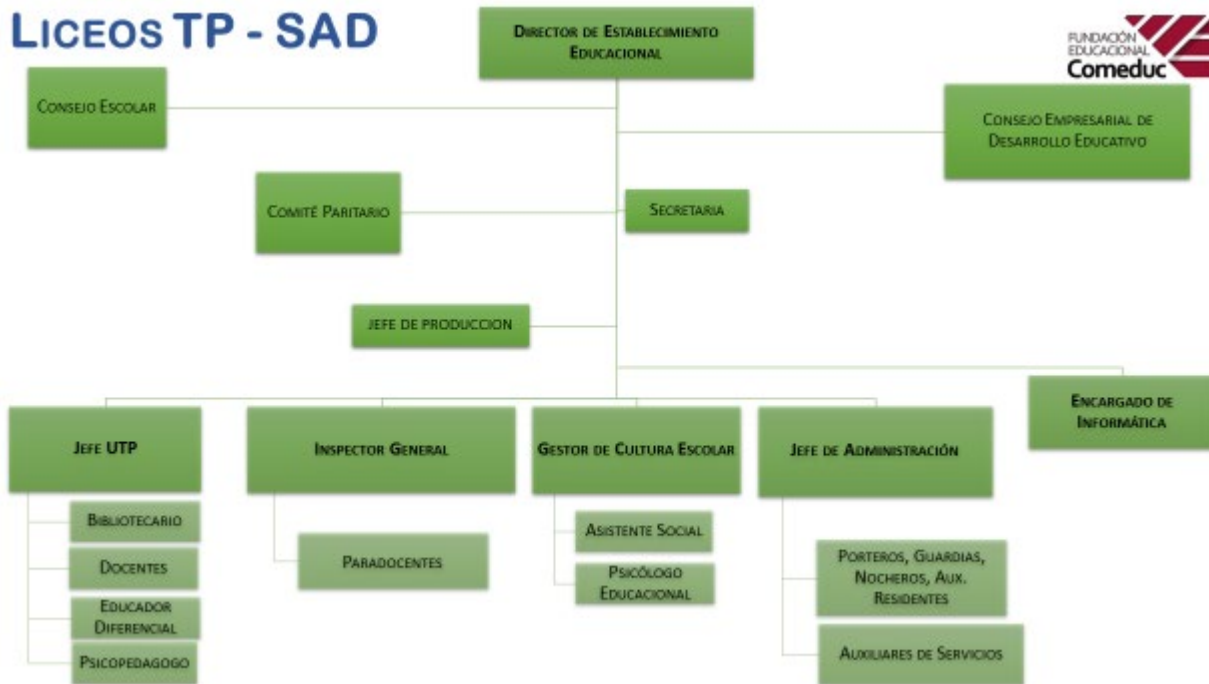 LICEOS TP - SAD
DIRECTOR DE ESTABLECIMIENTO
EDUCACIONAL
FUNDACIÓN
EDUCACIONAL
Comeduc
CONSEJO ESCOLAR
CONSEJO EMPRESARIAL DE
DESARROLLO EDUCATIVO
COMITÉ PARITARIO
SECRETARIA
JEFE DE PRODUCCION
ENCARGADO DE
INFORMÁTICA
JEFE UTP
INSPECTOR GENERAL
GESTOR DE CULTURA ESCOLAR
JEFE DE ADMINISTRACIÓN
BIBLIOTECARIO
DOCENTES
EDUCADOR
DIFERENCIAL
PSICOPEDAGOGO
PARADOCENTES
ASISTENTE SOCIAL
PSICÓLOGO
EDUCACIONAL
PORTEROS, GUARDIAS,
NOCHEROS, AUX.
RESIDENTES
AUXILIARES DE SERVICIOS